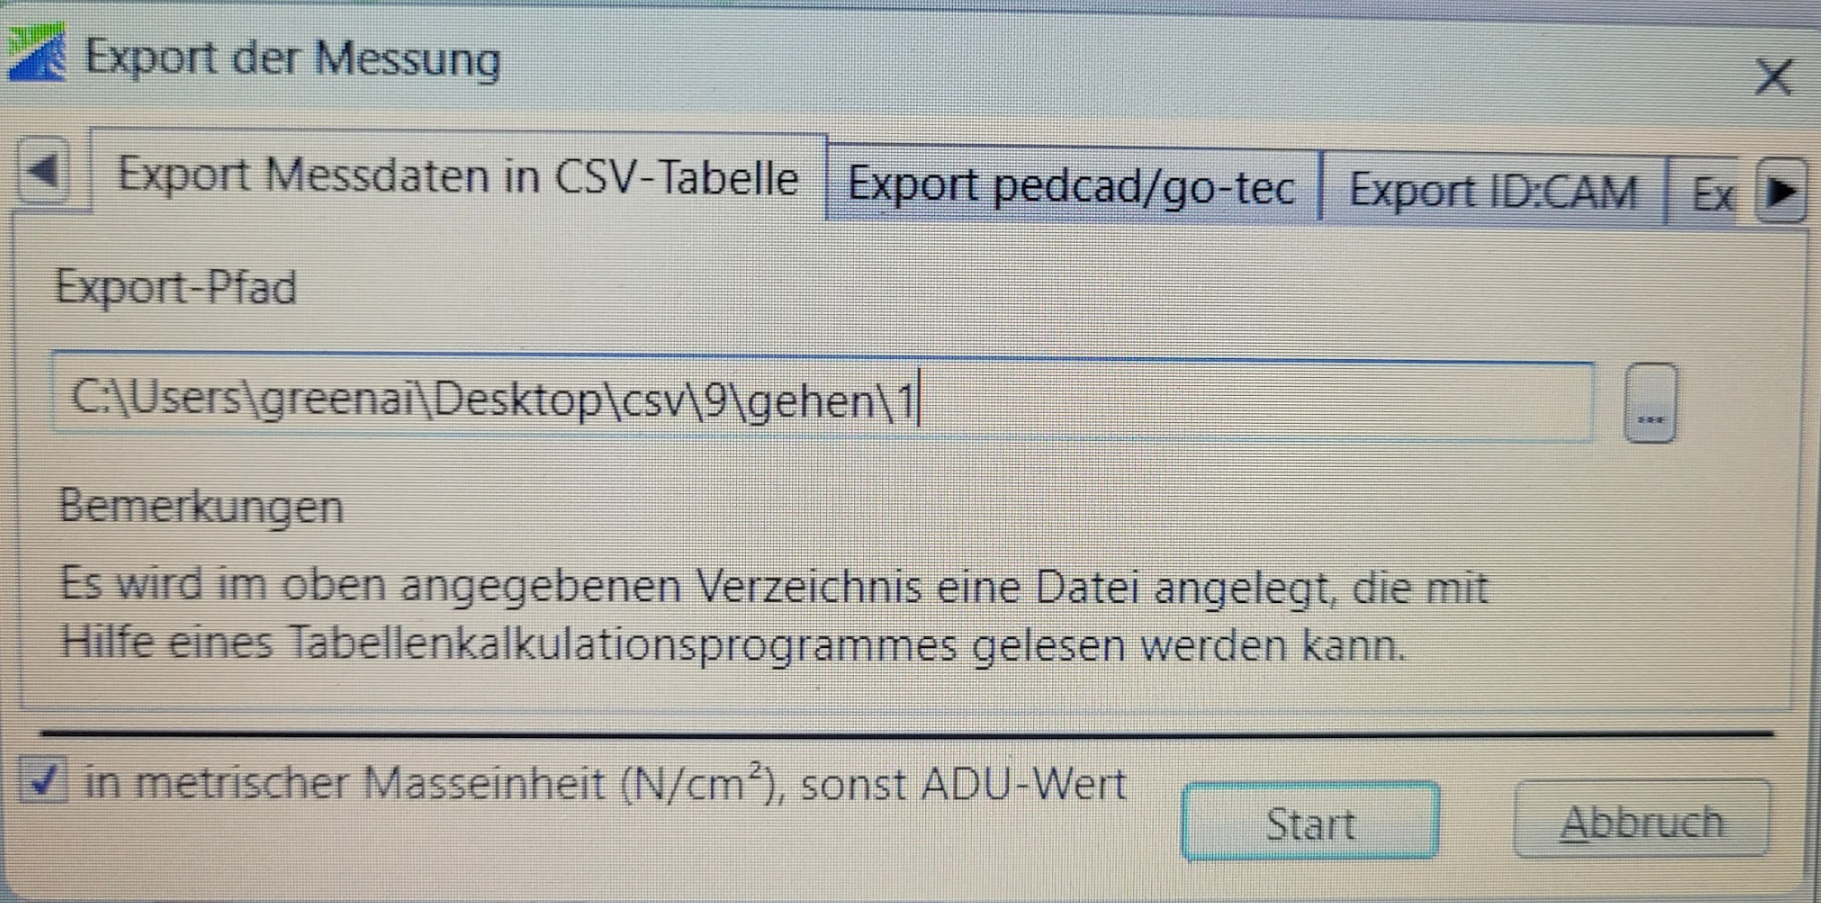 Export der Messung
Export Messdaten in CSV-Tabelle
Export pedcad/go-tec
Export ID:CAM
Ex
Export-Pfad
C:\Users\greenai\Desktop\csv\9\gehen\1
...
Bemerkungen
Es wird im oben angegebenen Verzeichnis eine Datei angelegt, die mit
Hilfe eines Tabellenkalkulationsprogrammes gelesen werden kann.
in metrischer Masseinheit (N/cm²), sonst ADU-Wert
Start
Abbruch